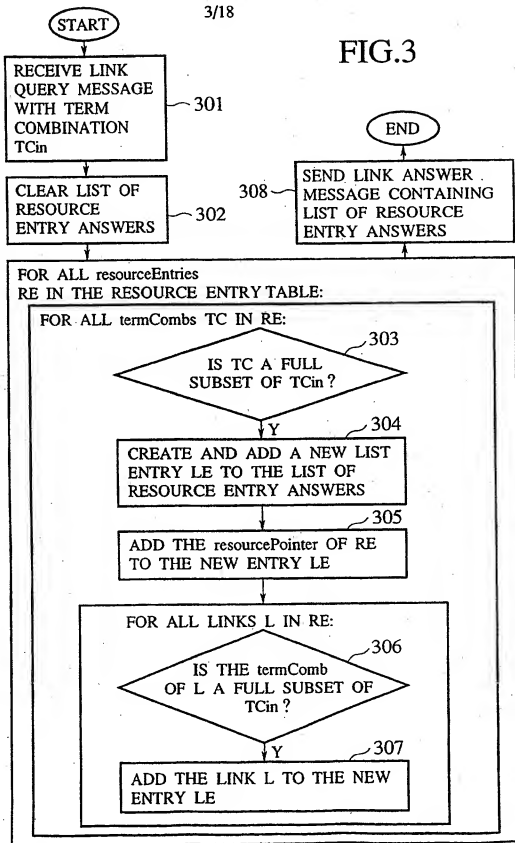 3/18
FIG.3
START
RECEIVE LINK
QUERY MESSAGE
WITH TERM
COMBINATION
TCin
301
CLEAR LIST OF
RESOURCE
ENTRY ANSWERS
302
END
308
SEND LINK ANSWER
MESSAGE CONTAINING
LIST OF RESOURCE
ENTRY ANSWERS
FOR ALL resourceEntries
RE IN THE RESOURCE ENTRY TABLE:
FOR ALL termCombs TC IN RE:
303
IS TC A FULL
SUBSET OF TCin ?
Y
304
CREATE AND ADD A NEW LIST
ENTRY LE TO THE LIST OF
RESOURCE ENTRY ANSWERS
305
ADD THE resourcePointer OF RE
TO THE NEW ENTRY LE
FOR ALL LINKS L IN RE:
306
IS THE termComb
OF L A FULL SUBSET OF
TCin ?
Y
307
ADD THE LINK L TO THE NEW
ENTRY LE